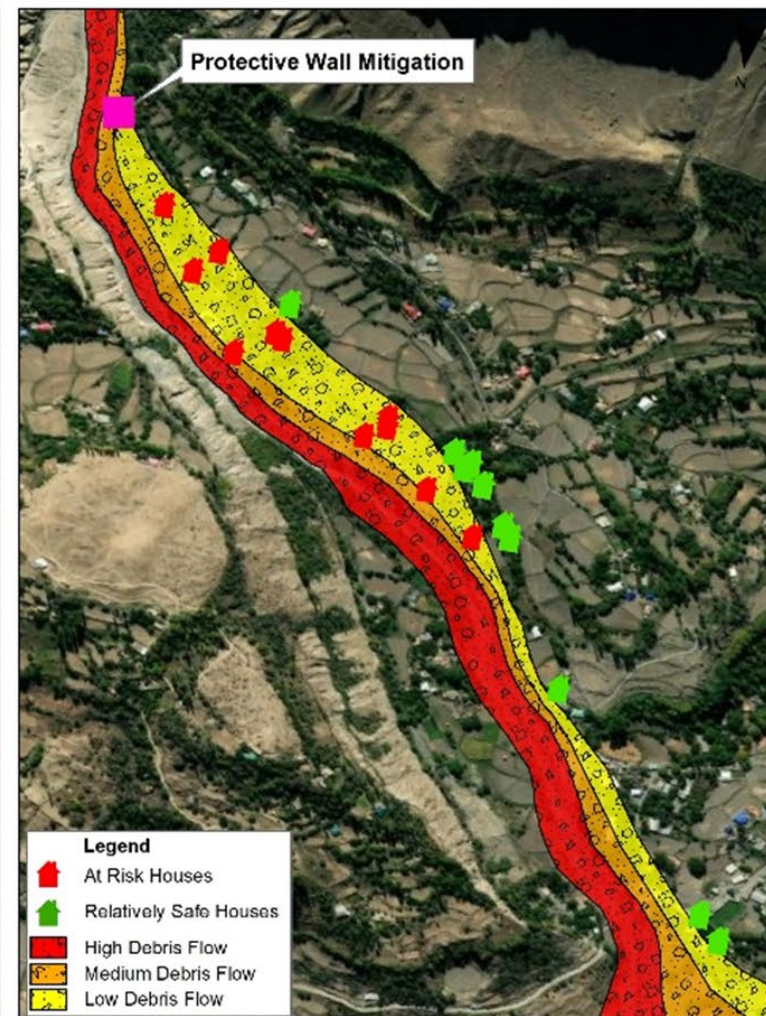 Protective Wall Mitigation
N
Legend
At Risk Houses
Relatively Safe Houses
High Debris Flow
Medium Debris Flow
Low Debris Flow